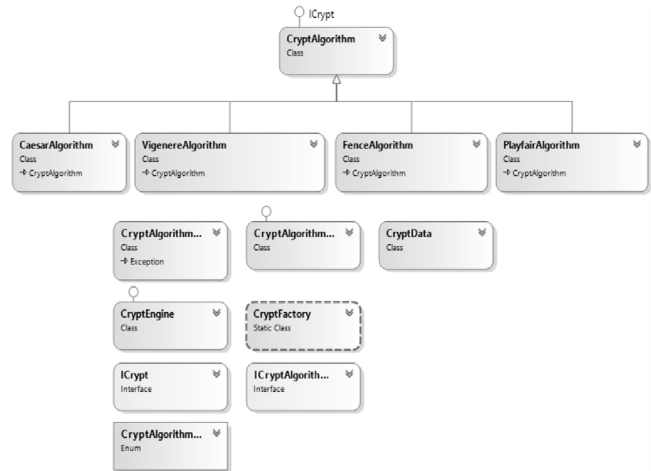 ICrypt
CryptAlgorithm
Class
CaesarAlgorithm
Class
CryptAlgorithm
VigenereAlgorithm
Class
CryptAlgorithm
FenceAlgorithm
Class
CryptAlgorithm
PlayfairAlgorithm
Class
CryptAlgorithm
CryptAlgorithm...
Class
Exception
CryptAlgorithm...
Class
CryptData
Class
CryptEngine
Class
CryptFactory
Static Class
ICrypt
Interface
ICryptAlgorith...
Interface
CryptAlgorithm...
Enum